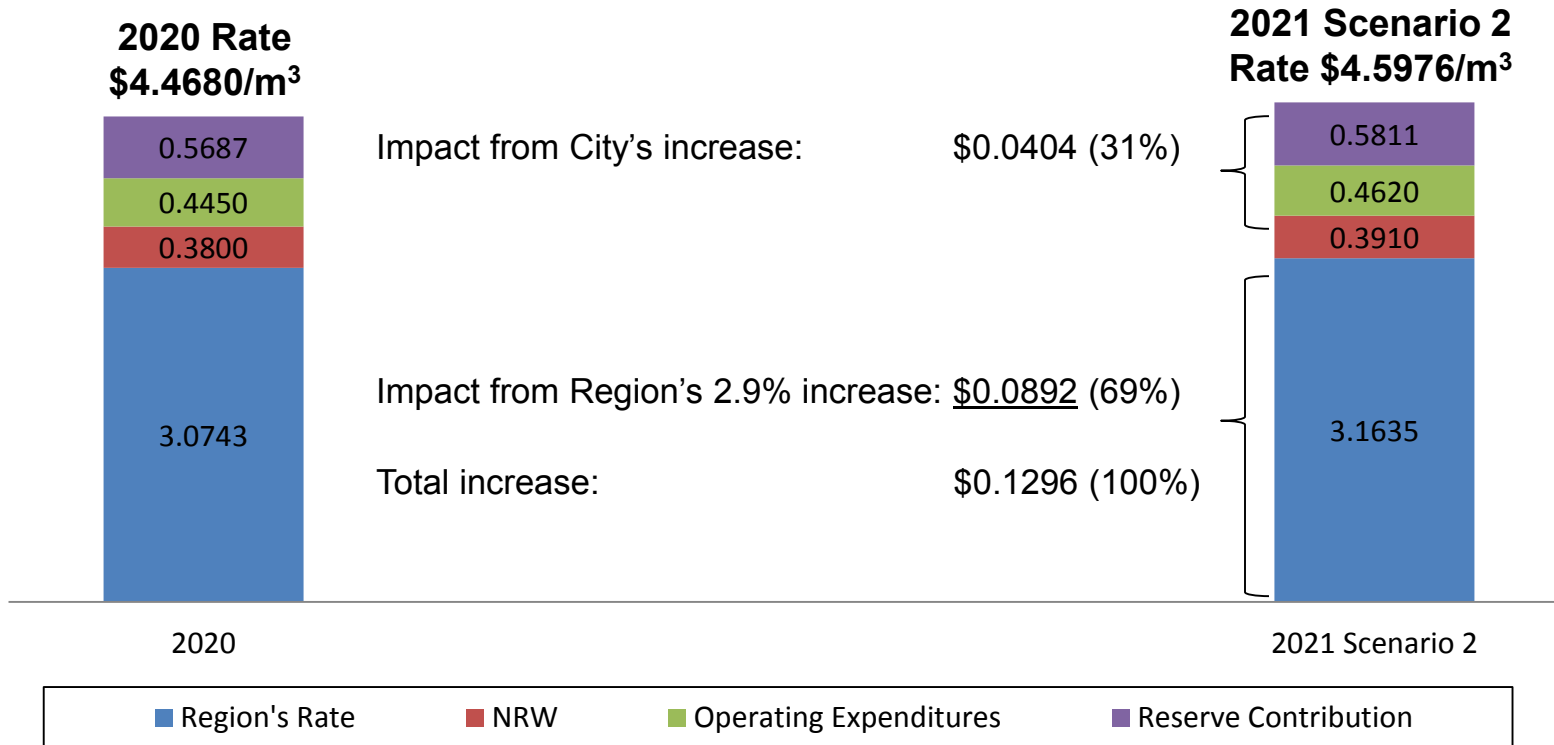 2020 Rate
$4.4680/m³
2021 Scenario 2
Rate $4.5976/m³
0.5687
0.4450
0.3800
3.0743
Impact from City's increase: $0.0404 (31%)
Impact from Region's 2.9% increase: $0.0892 (69%)
Total increase: $0.1296 (100%)
0.5811
0.4620
0.3910
3.1635
2020
2021 Scenario 2
Region's Rate
NRW
Operating Expenditures
Reserve Contribution